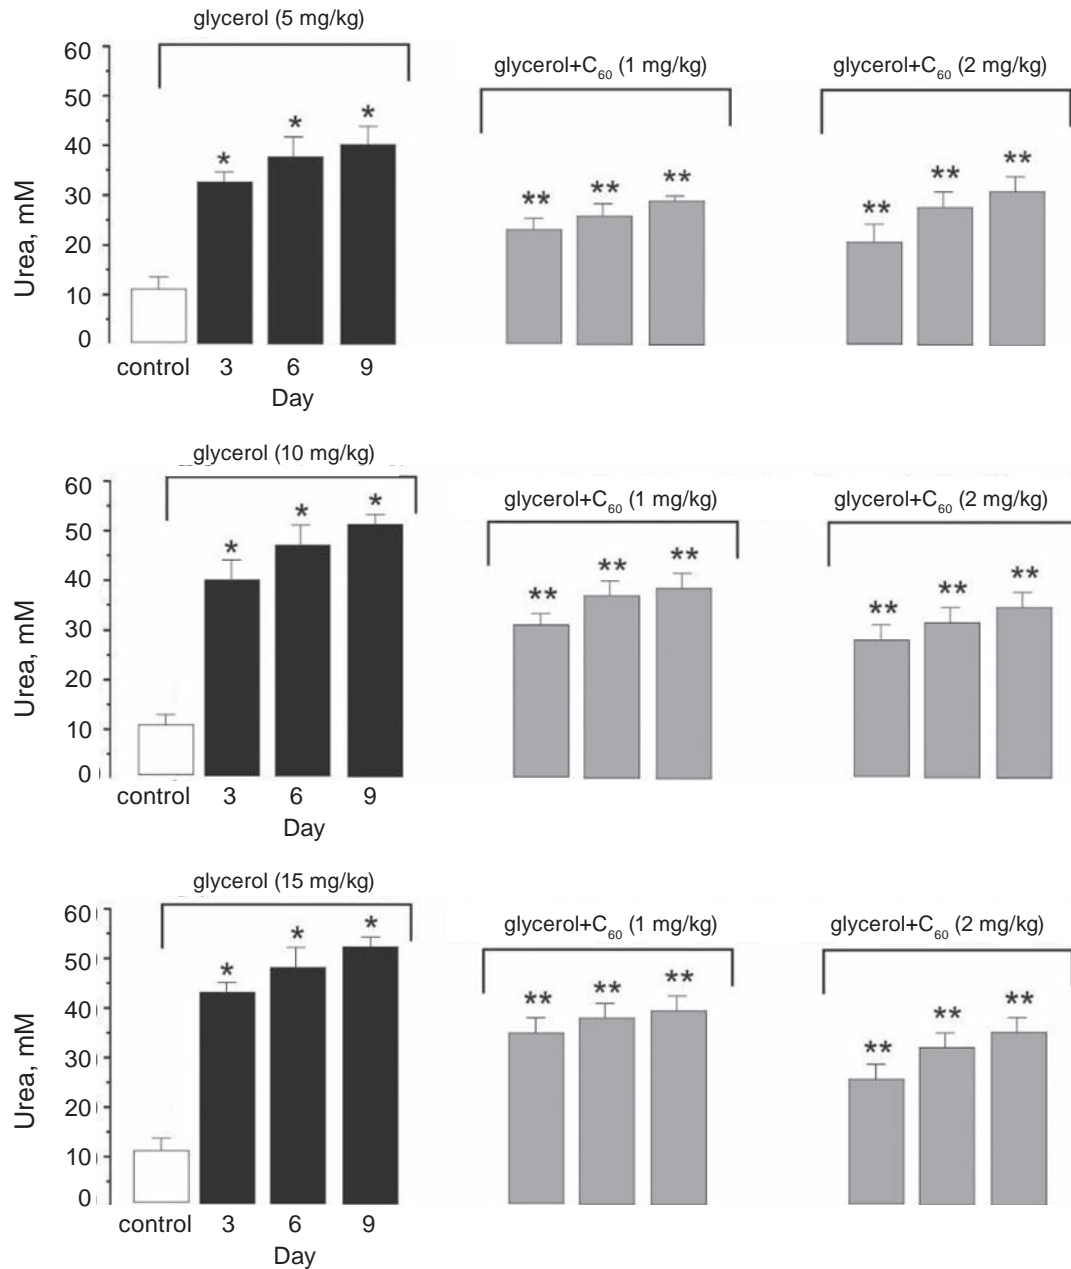 glycerol (5 mg/kg)
glycerol+C60 (1 mg/kg)
glycerol+C60 (2 mg/kg)
Urea, mM
60
50
40
30
20
10
0
* * *
** ** **
** ** **
control 3 6 9
Day
glycerol (10 mg/kg)
glycerol+C60 (1 mg/kg)
glycerol+C60 (2 mg/kg)
Urea, mM
60
50
40
30
20
10
0
* * *
** ** **
** ** **
control 3 6 9
Day
glycerol (15 mg/kg)
glycerol+C60 (1 mg/kg)
glycerol+C60 (2 mg/kg)
Urea, mM
60
50
40
30
20
10
0
* * *
** ** **
** ** **
control 3 6 9
Day